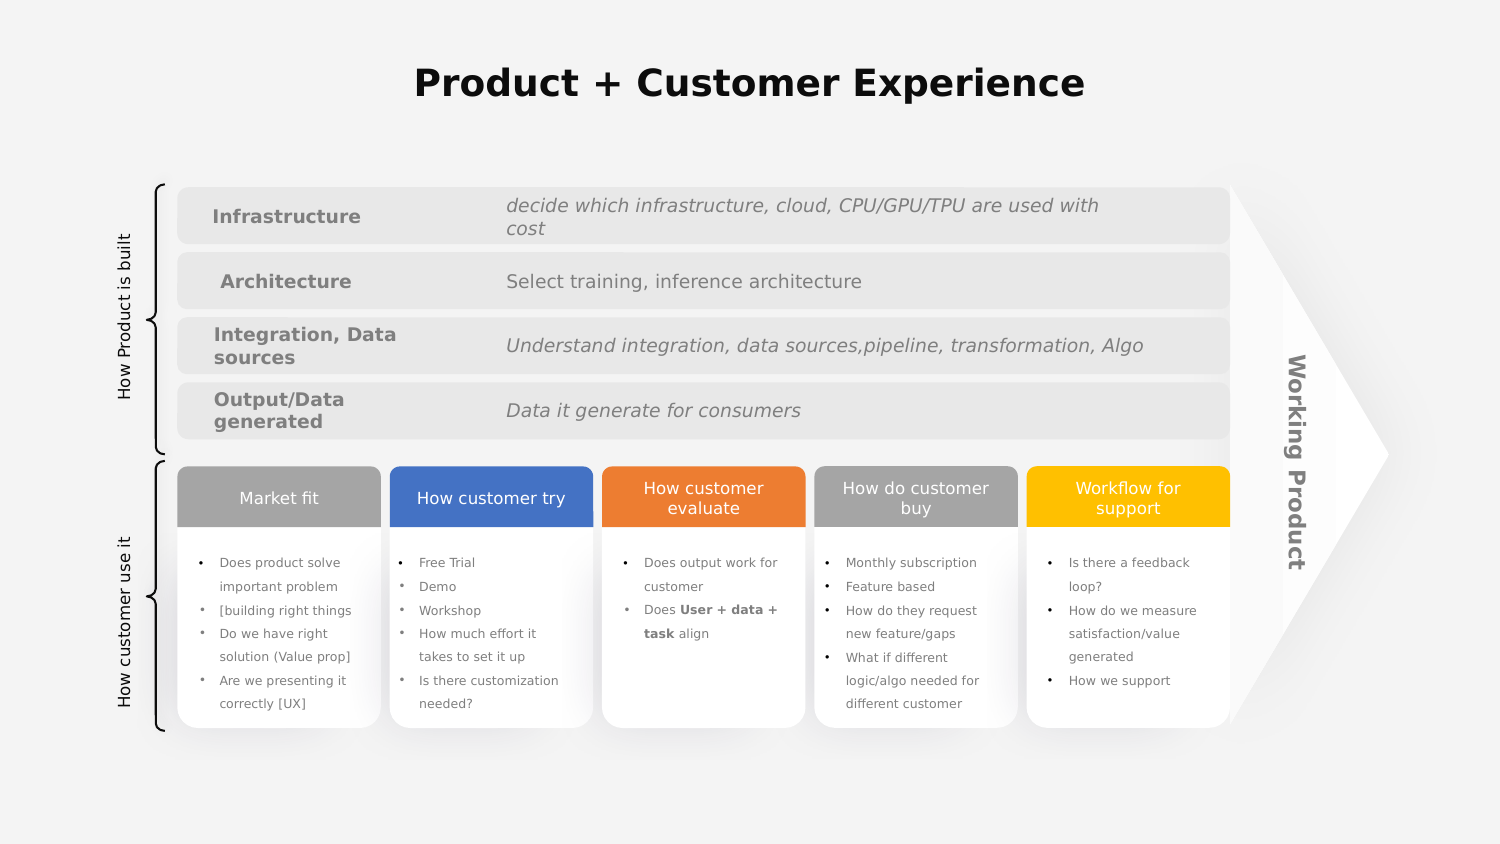 Product + Customer Experience
How Product is built
Infrastructure
decide which infrastructure, cloud, CPU/GPU/TPU are used with
cost
Architecture
Select training, inference architecture
Integration, Data
sources
Understand integration, data sources,pipeline, transformation, Algo
Output/Data
generated
Data it generate for consumers
How customer use it
Market fit
• Does product solve
important problem
• [building right things
• Do we have right
solution (Value prop]
• Are we presenting it
correctly [UX]
How customer try
• Free Trial
• Demo
• Workshop
• How much effort it
takes to set it up
• Is there customization
needed?
How customer
evaluate
• Does output work for
customer
• Does User + data +
task align
How do customer
buy
• Monthly subscription
• Feature based
• How do they request
new feature/gaps
• What if different
logic/algo needed for
different customer
Workflow for
support
• Is there a feedback
loop?
• How do we measure
satisfaction/value
generated
• How we support
Working Product